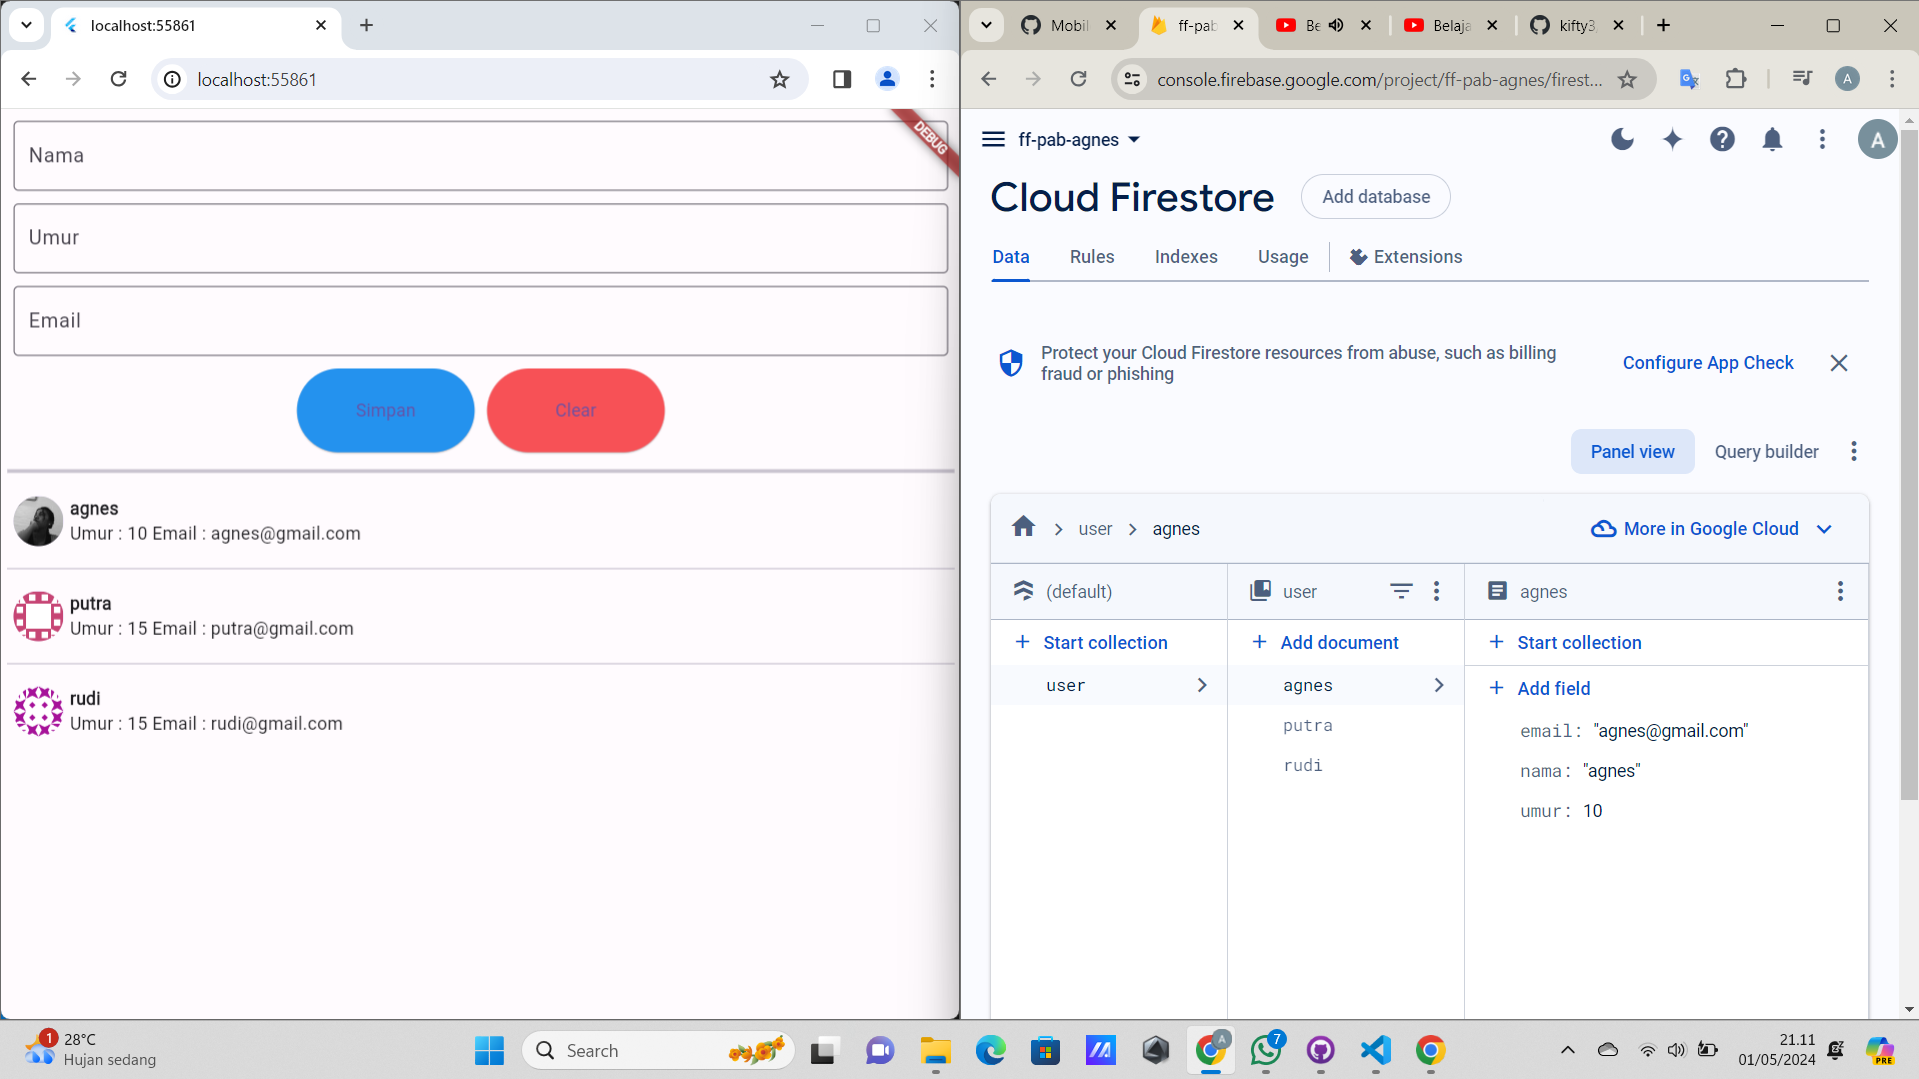 localhost:55861
localhost:55861
DEBUG
Nama
Umur
Email
Simpan
Clear
agnes
Umur : 10 Email : agnes@gmail.com
putra
Umur : 15 Email : putra@gmail.com
rudi
Umur : 15 Email : rudi@gmail.com
Mobil
ff-pab
Be
Belaja
kifty3
console.firebase.google.com/project/ff-pab-agnes/firest...
A
ff-pab-agnes
A
Cloud Firestore
Add database
Data
Rules
Indexes
Usage
Extensions
Protect your Cloud Firestore resources from abuse, such as billing
fraud or phishing
Configure App Check
Panel view
Query builder
user
agnes
More in Google Cloud
(default)
user
agnes
Start collection
Add document
Start collection
user
agnes
putra
rudi
Add field
email: "agnes@gmail.com"
nama: "agnes"
umur: 10
1
28°C
Hujan sedang
Search
A
7
21.11
01/05/2024
PRE